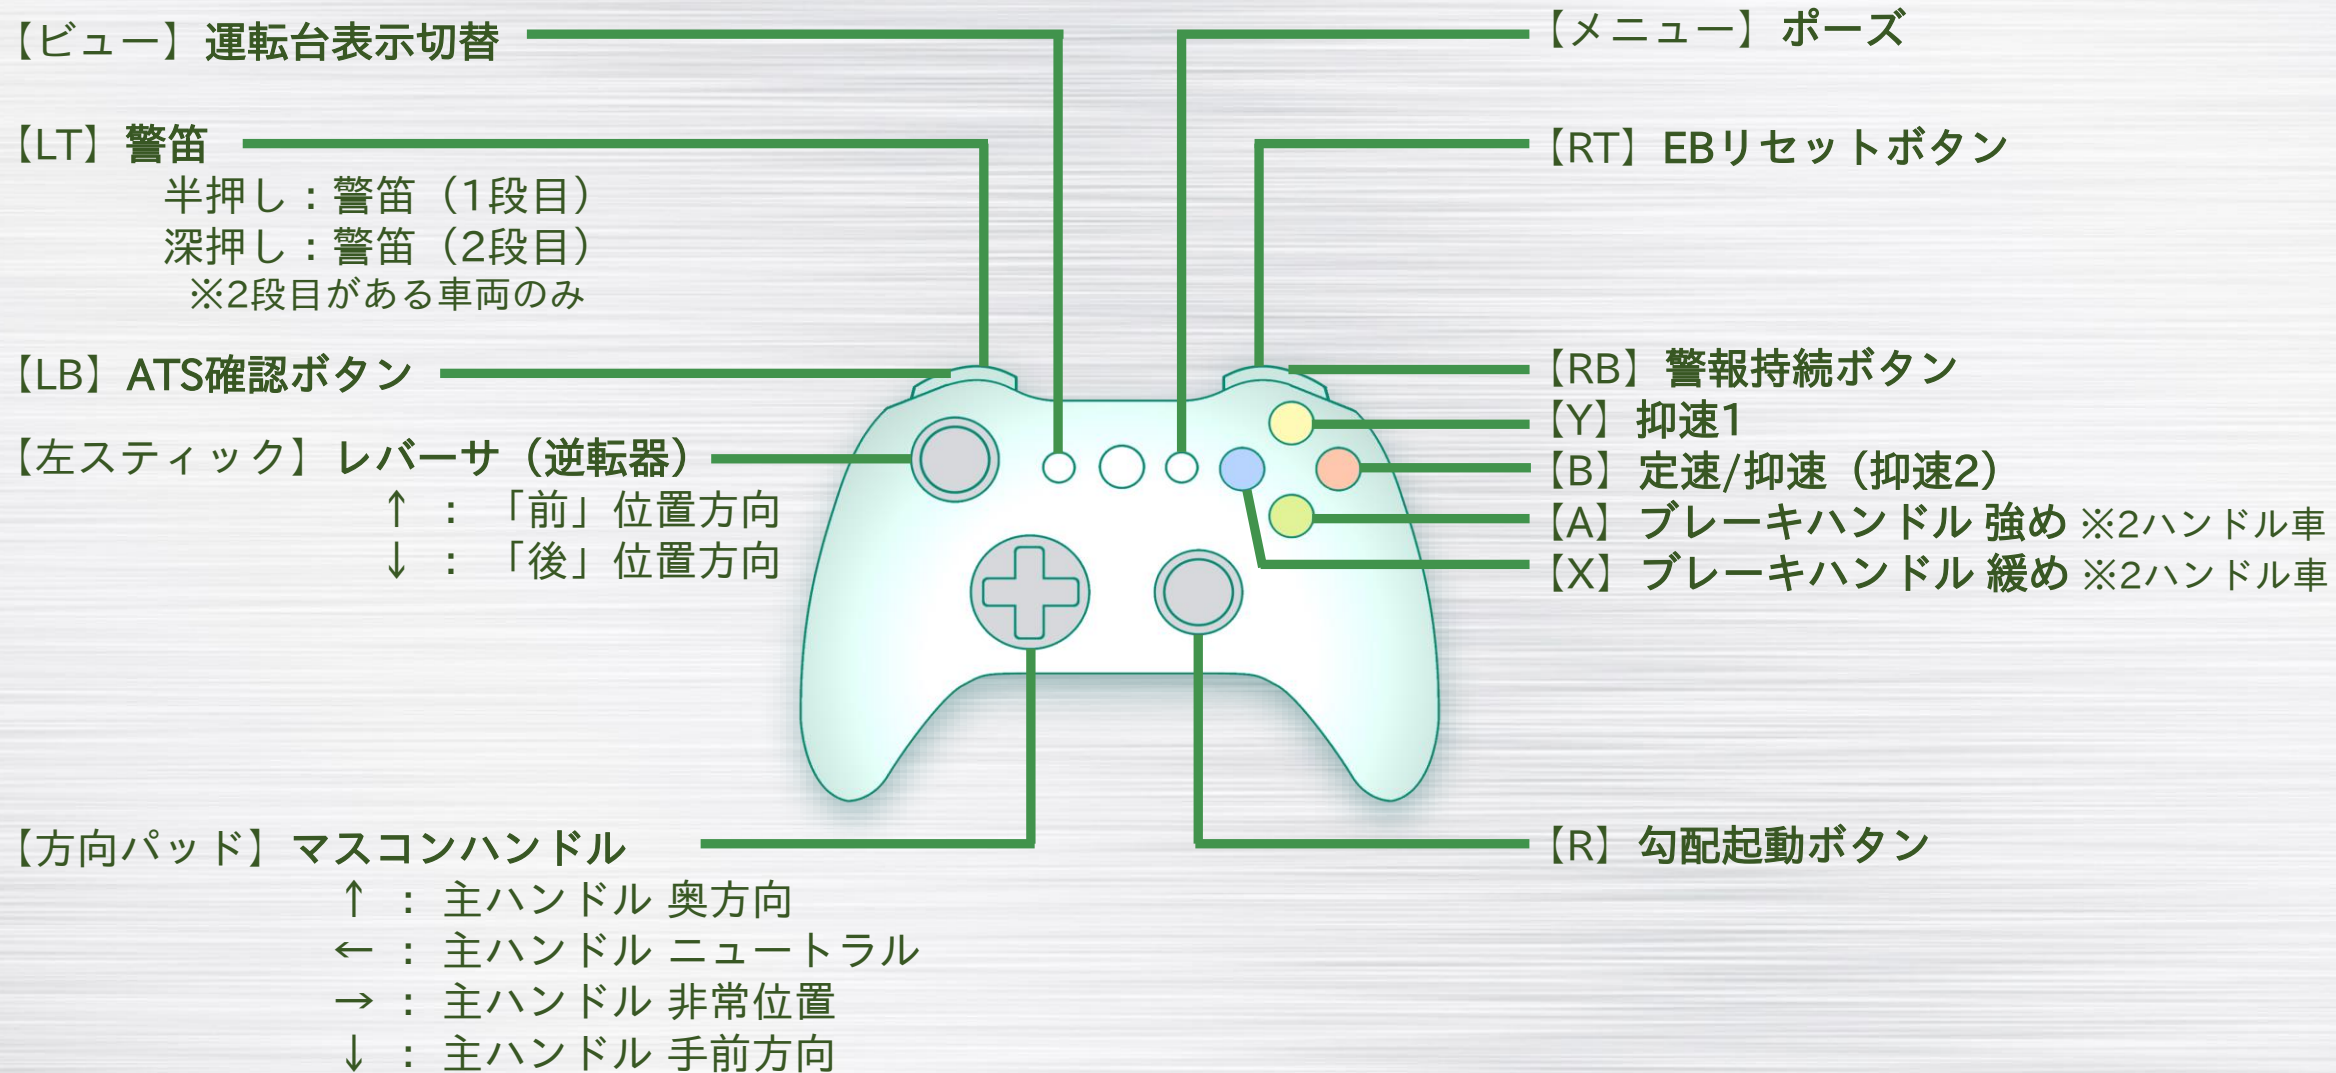 【ビュー】運転台表示切替
【LT】警笛
半押し：警笛（1段目）
深押し：警笛（2段目）
※2段目がある車両のみ
【LB】ATS確認ボタン
【左スティック】レバーサ（逆転器）
↑ ： 「前」位置方向
↓ ： 「後」位置方向
【方向パッド】マスコンハンドル
↑ ： 主ハンドル 奥方向
← ： 主ハンドル ニュートラル
→ ： 主ハンドル 非常位置
↓ ： 主ハンドル 手前方向
【メニュー】ポーズ
【RT】EBリセットボタン
【RB】警報持続ボタン
【Y】抑速1
【B】定速/抑速（抑速2）
【A】ブレーキハンドル 強め ※2ハンドル車
【X】ブレーキハンドル 緩め ※2ハンドル車
【R】勾配起動ボタン